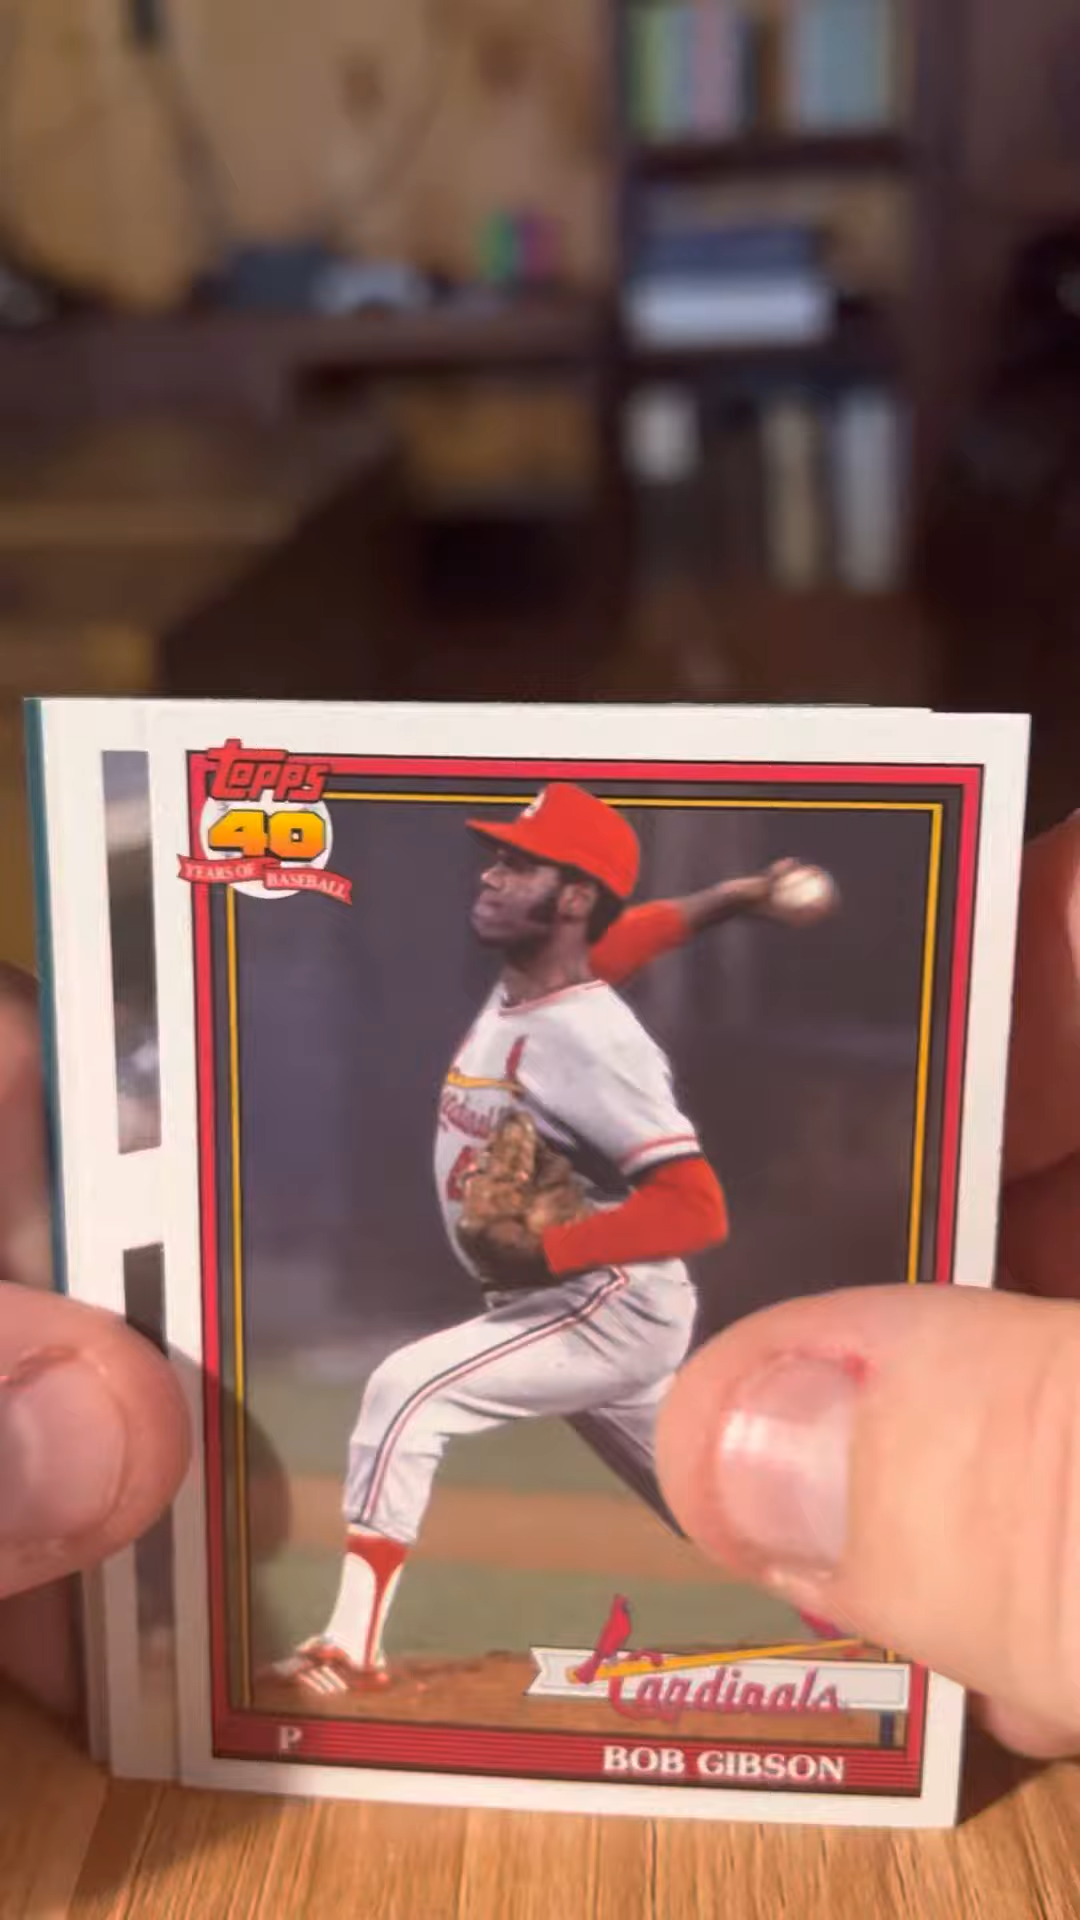 Topps
40
YEARS OF BASEBALL
Cardinals
P
BOB GIBSON